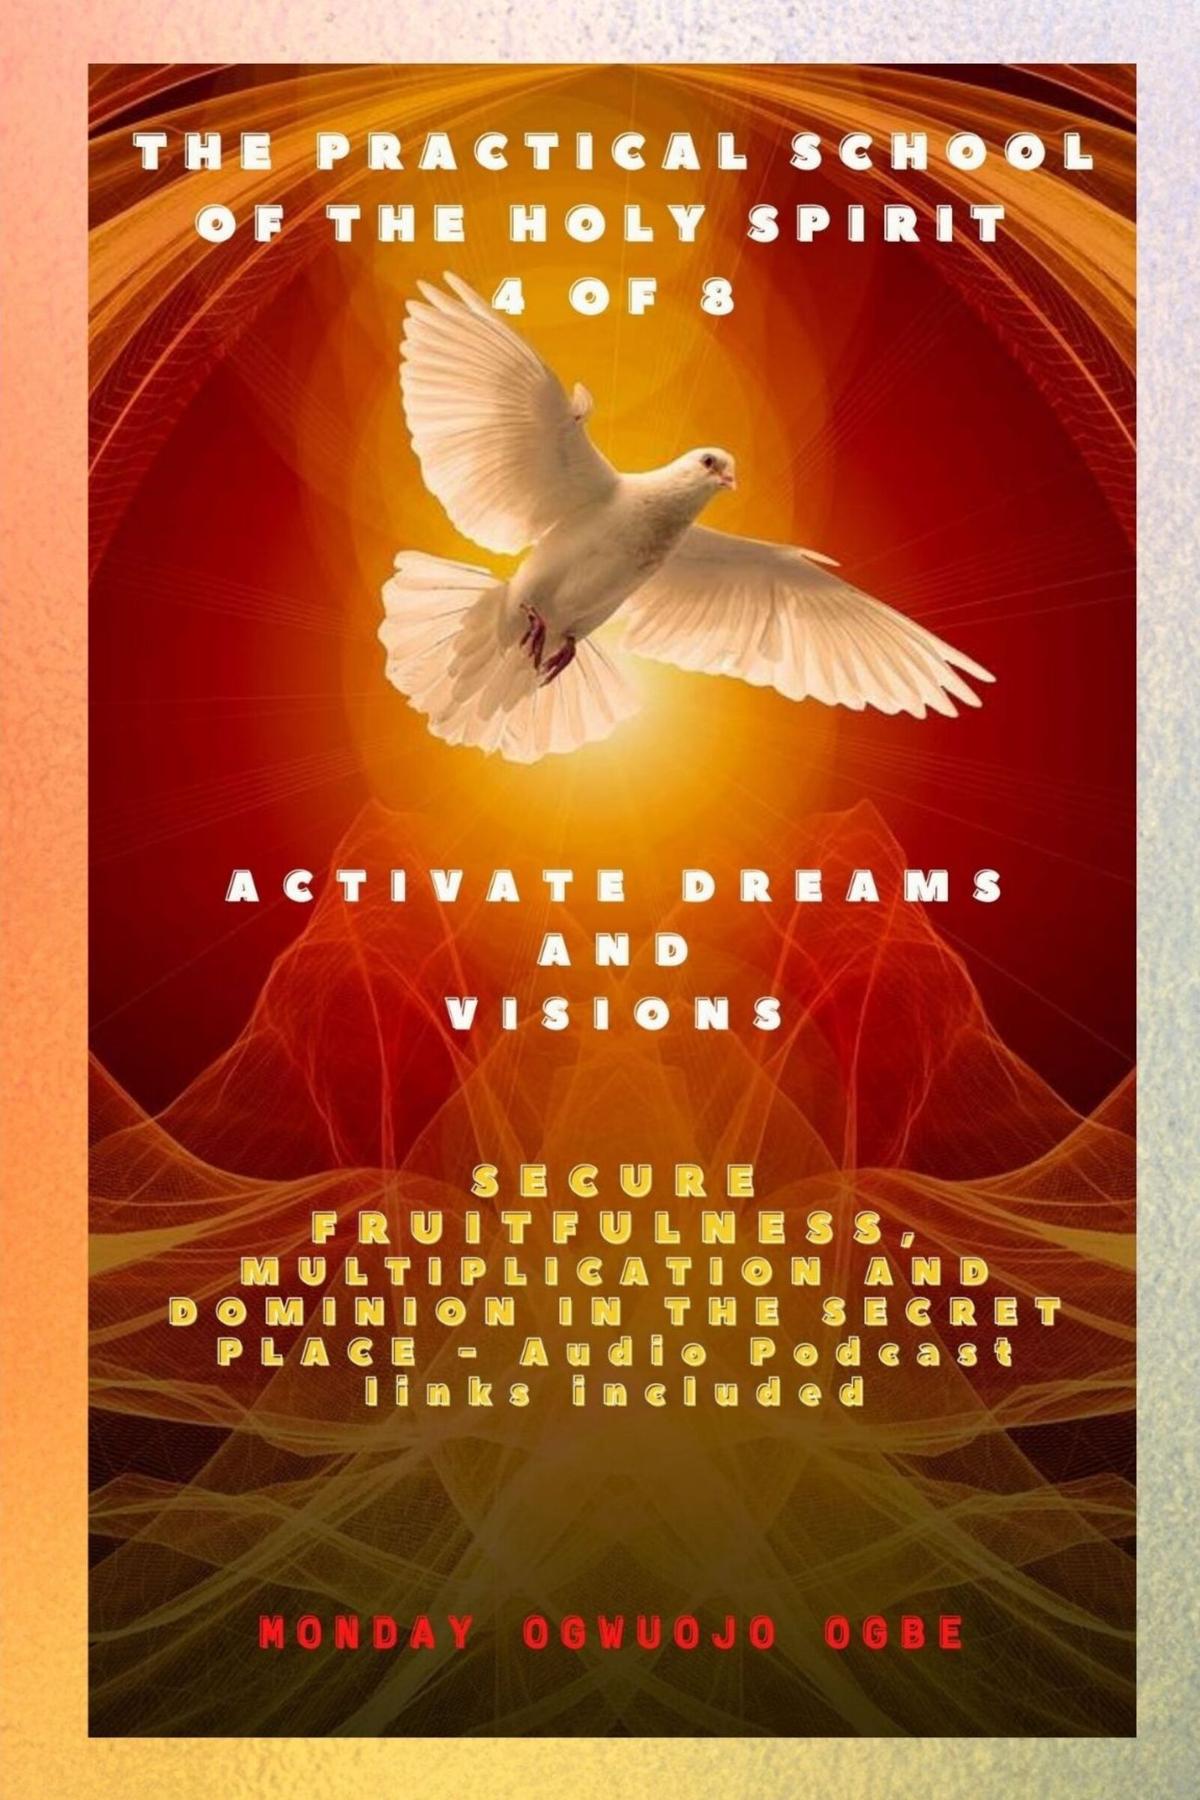 THE PRACTICAL SCHOOL
OF THE HOLY SPIRIT
4 OF 8
ACTIVATE DREAMS
AND
VISIONS
SECURE
FRUITFULNESS,
MULTIPLICATION AND
DOMINION IN THE SECRET
PLACE - Audio Podcast
links included
MONDAY OGWUOJO OGBE